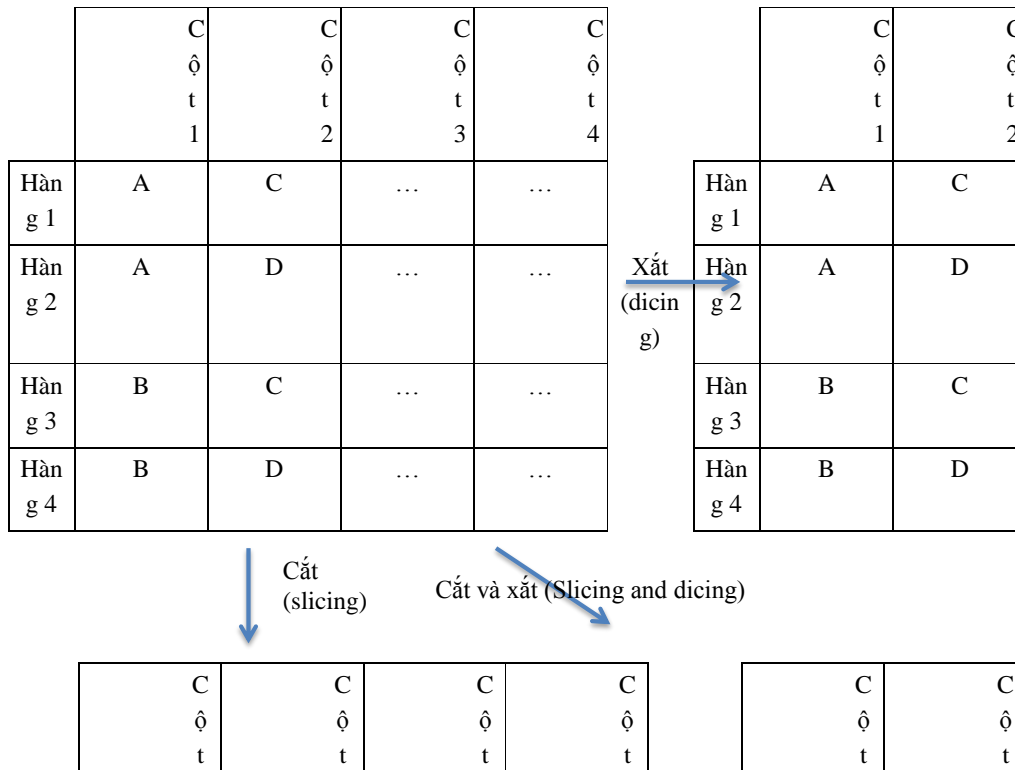 Cột 1 Cột 2 Cột 3 Cột 4
Hàng 1 A C … …
Hàng 2 A D … …
Hàng 3 B C … …
Hàng 4 B D … …
Xắt
(dicin
g)
Cột 1 Cột 2
Hàng 1 A C
Hàng 2 A D
Hàng 3 B C
Hàng 4 B D
Cắt
(slicing)
Cắt và xắt (Slicing and dicing)
Cột Cột Cột Cột
Cột Cột